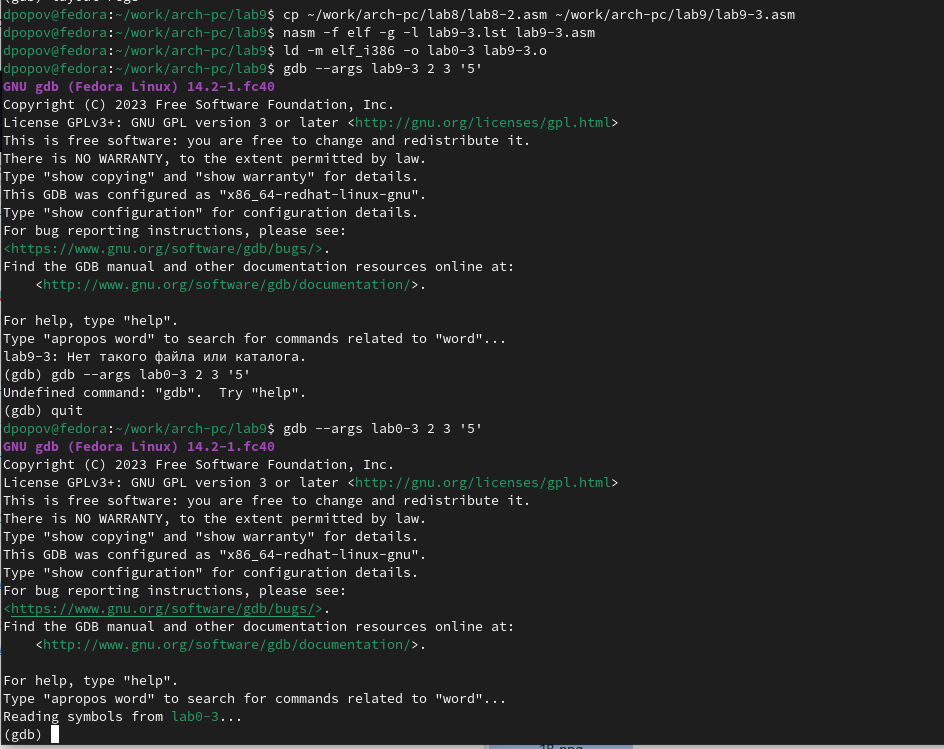 dpopov@fedora:~/work/arch-pc/lab9$ cp ~/work/arch-pc/lab8/lab8-2.asm ~/work/arch-pc/lab9/lab9-3.asm
dpopov@fedora:~/work/arch-pc/lab9$ nasm -f elf -g -l lab9-3.lst lab9-3.asm
dpopov@fedora:~/work/arch-pc/lab9$ ld -m elf_i386 -o lab0-3 lab9-3.o
dpopov@fedora:~/work/arch-pc/lab9$ gdb --args lab9-3 2 3 '5'
GNU gdb (Fedora Linux) 14.2-1.fc40
Copyright (C) 2023 Free Software Foundation, Inc.
License GPLv3+: GNU GPL version 3 or later <http://gnu.org/licenses/gpl.html>
This is free software: you are free to change and redistribute it.
There is NO WARRANTY, to the extent permitted by law.
Type "show copying" and "show warranty" for details.
This GDB was configured as "x86_64-redhat-linux-gnu".
Type "show configuration" for configuration details.
For bug reporting instructions, please see:
<https://www.gnu.org/software/gdb/bugs/>.
Find the GDB manual and other documentation resources online at:
    <http://www.gnu.org/software/gdb/documentation/>.

For help, type "help".
Type "apropos word" to search for commands related to "word"...
lab9-3: Нет такого файла или каталога.
(gdb) gdb --args lab0-3 2 3 '5'
Undefined command: "gdb".  Try "help".
(gdb) quit
dpopov@fedora:~/work/arch-pc/lab9$ gdb --args lab0-3 2 3 '5'
GNU gdb (Fedora Linux) 14.2-1.fc40
Copyright (C) 2023 Free Software Foundation, Inc.
License GPLv3+: GNU GPL version 3 or later <http://gnu.org/licenses/gpl.html>
This is free software: you are free to change and redistribute it.
There is NO WARRANTY, to the extent permitted by law.
Type "show copying" and "show warranty" for details.
This GDB was configured as "x86_64-redhat-linux-gnu".
Type "show configuration" for configuration details.
For bug reporting instructions, please see:
<https://www.gnu.org/software/gdb/bugs/>.
Find the GDB manual and other documentation resources online at:
    <http://www.gnu.org/software/gdb/documentation/>.

For help, type "help".
Type "apropos word" to search for commands related to "word"...
Reading symbols from lab0-3...
(gdb)